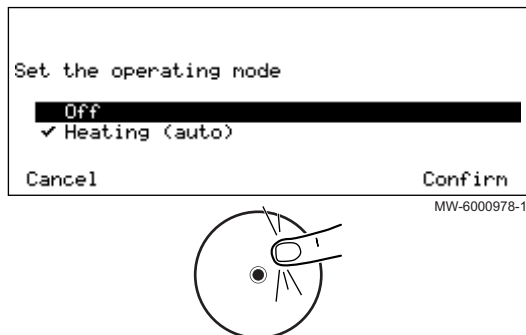 Set the operating mode
Off
✔ Heating (auto)
Cancel Confirm
MW-6000978-1